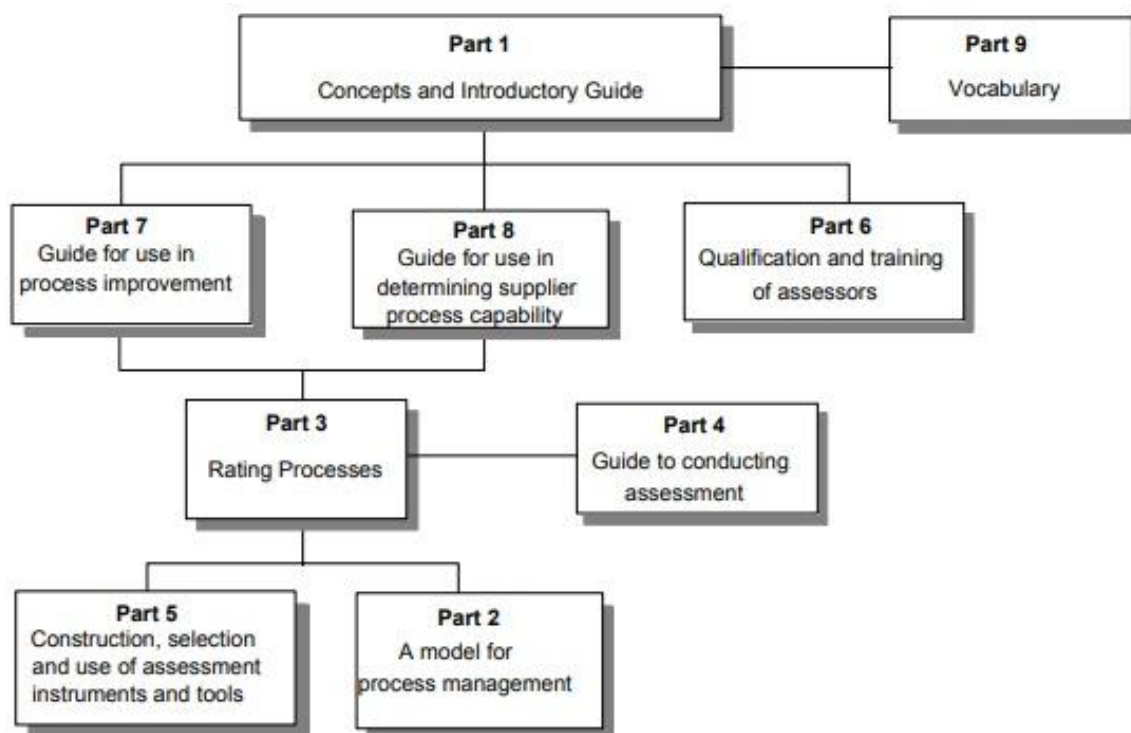 Part 1
Concepts and Introductory Guide
Part 9
Vocabulary
Part 7
Guide for use in
process improvement
Part 8
Guide for use in
determining supplier
process capability
Part 6
Qualification and training
of assessors
Part 3
Rating Processes
Part 4
Guide to conducting
assessment
Part 5
Construction, selection
and use of assessment
instruments and tools
Part 2
A model for
process management